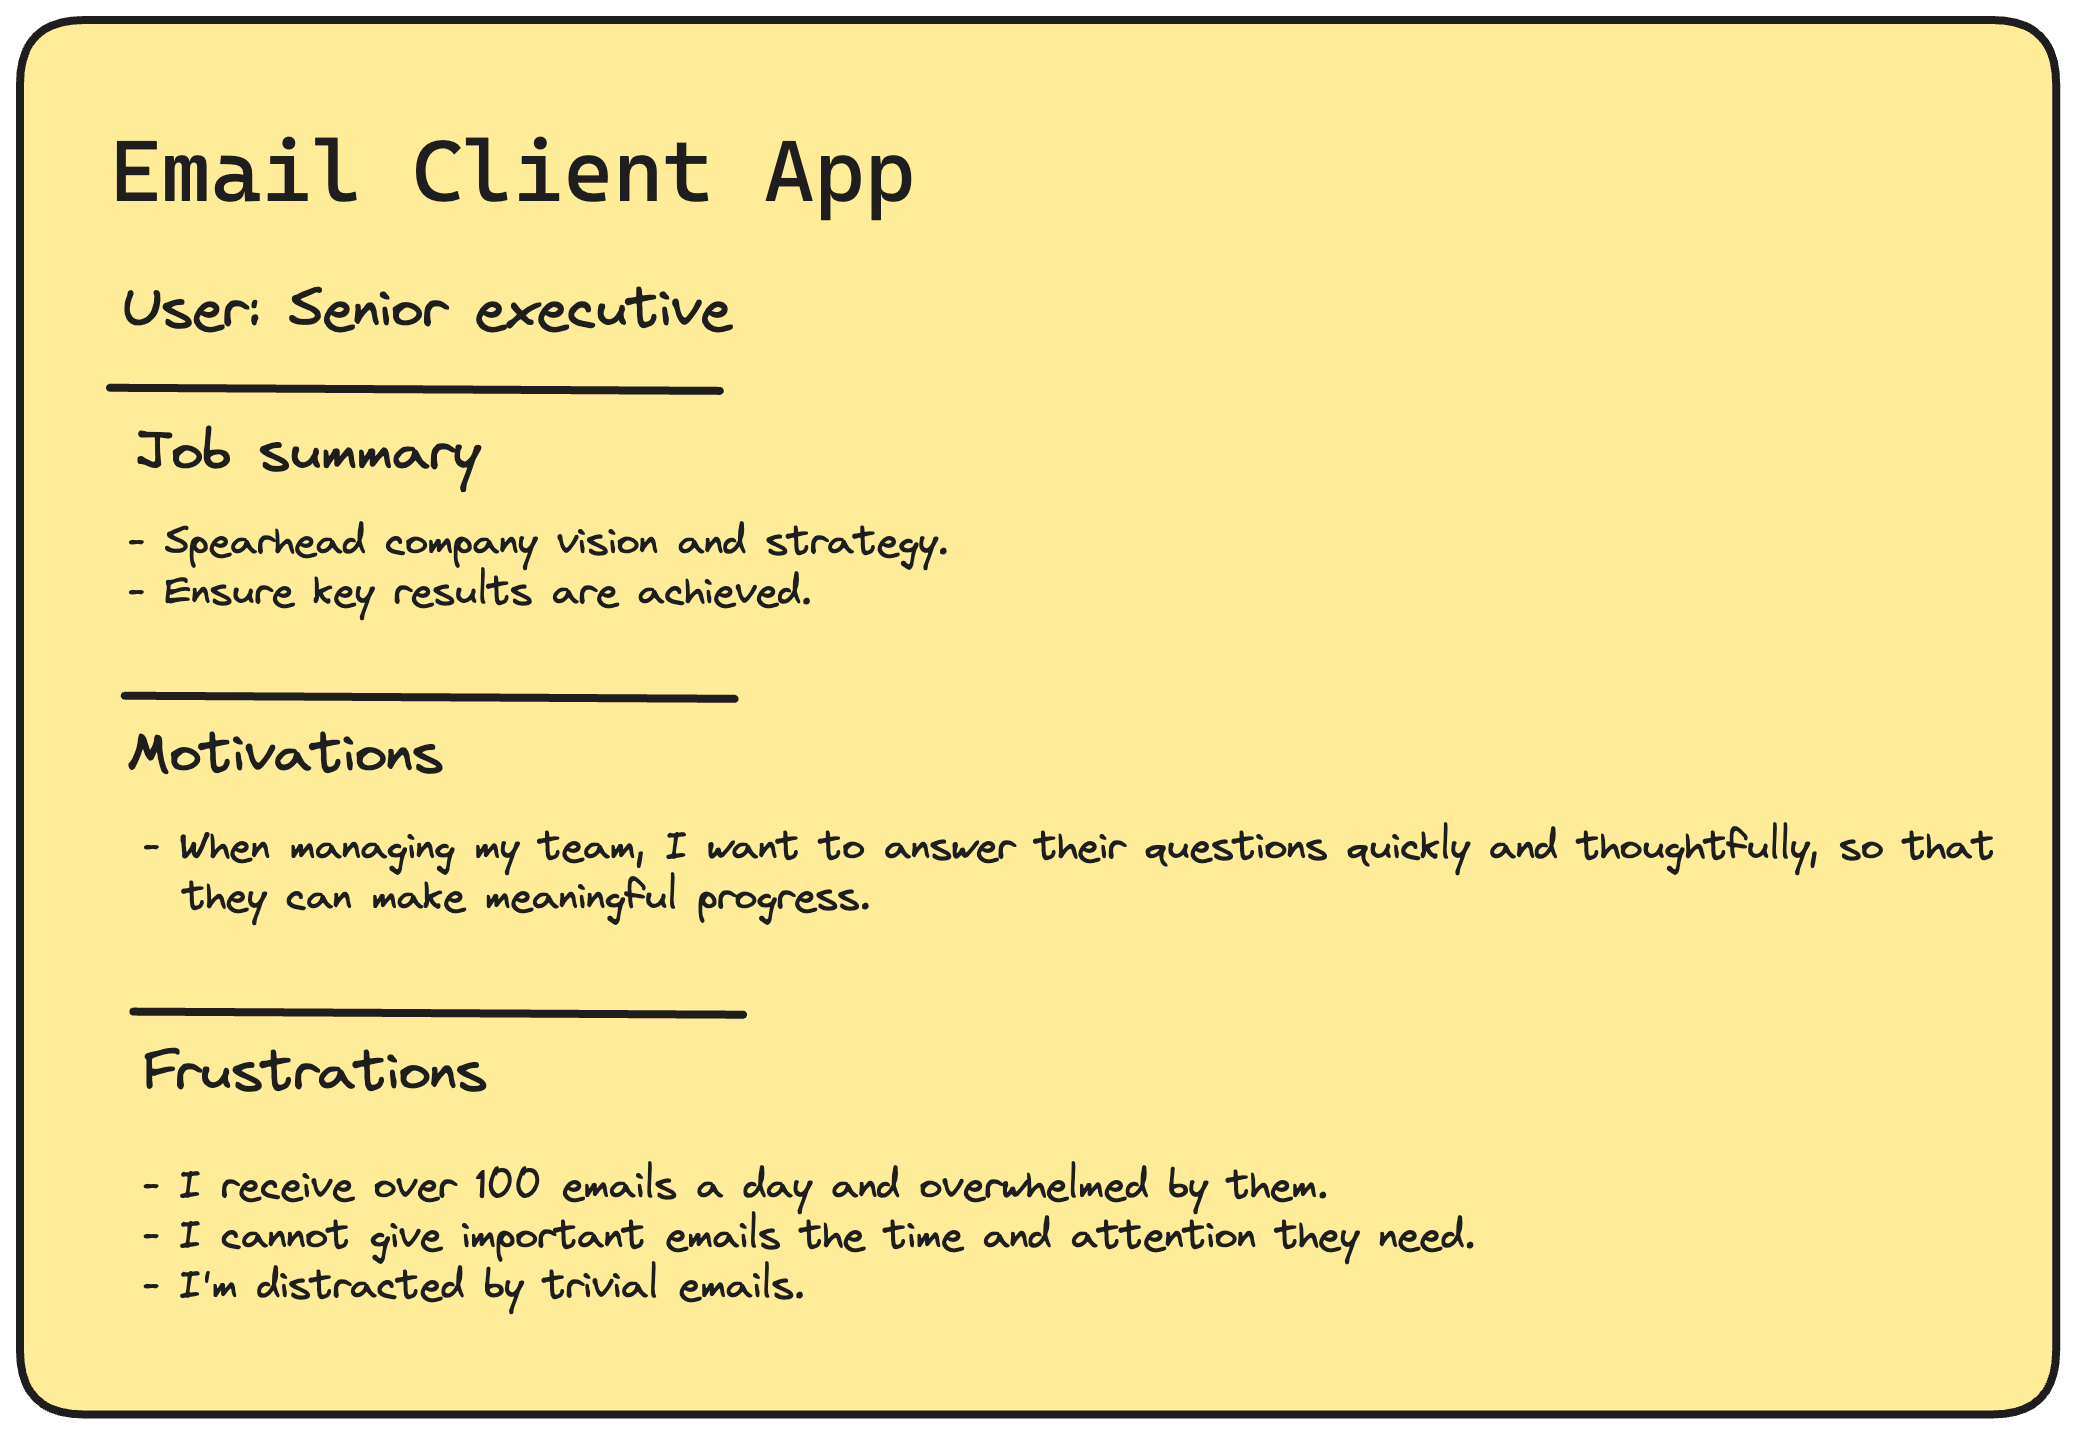 Email Client App
User: Senior executive
Job summary
- Spearhead company vision and strategy.
- Ensure key results are achieved.
Motivations
- When managing my team, I want to answer their questions quickly and thoughtfully, so that
they can make meaningful progress.
Frustrations
- I receive over 100 emails a day and overwhelmed by them.
- I cannot give important emails the time and attention they need.
- I'm distracted by trivial emails.